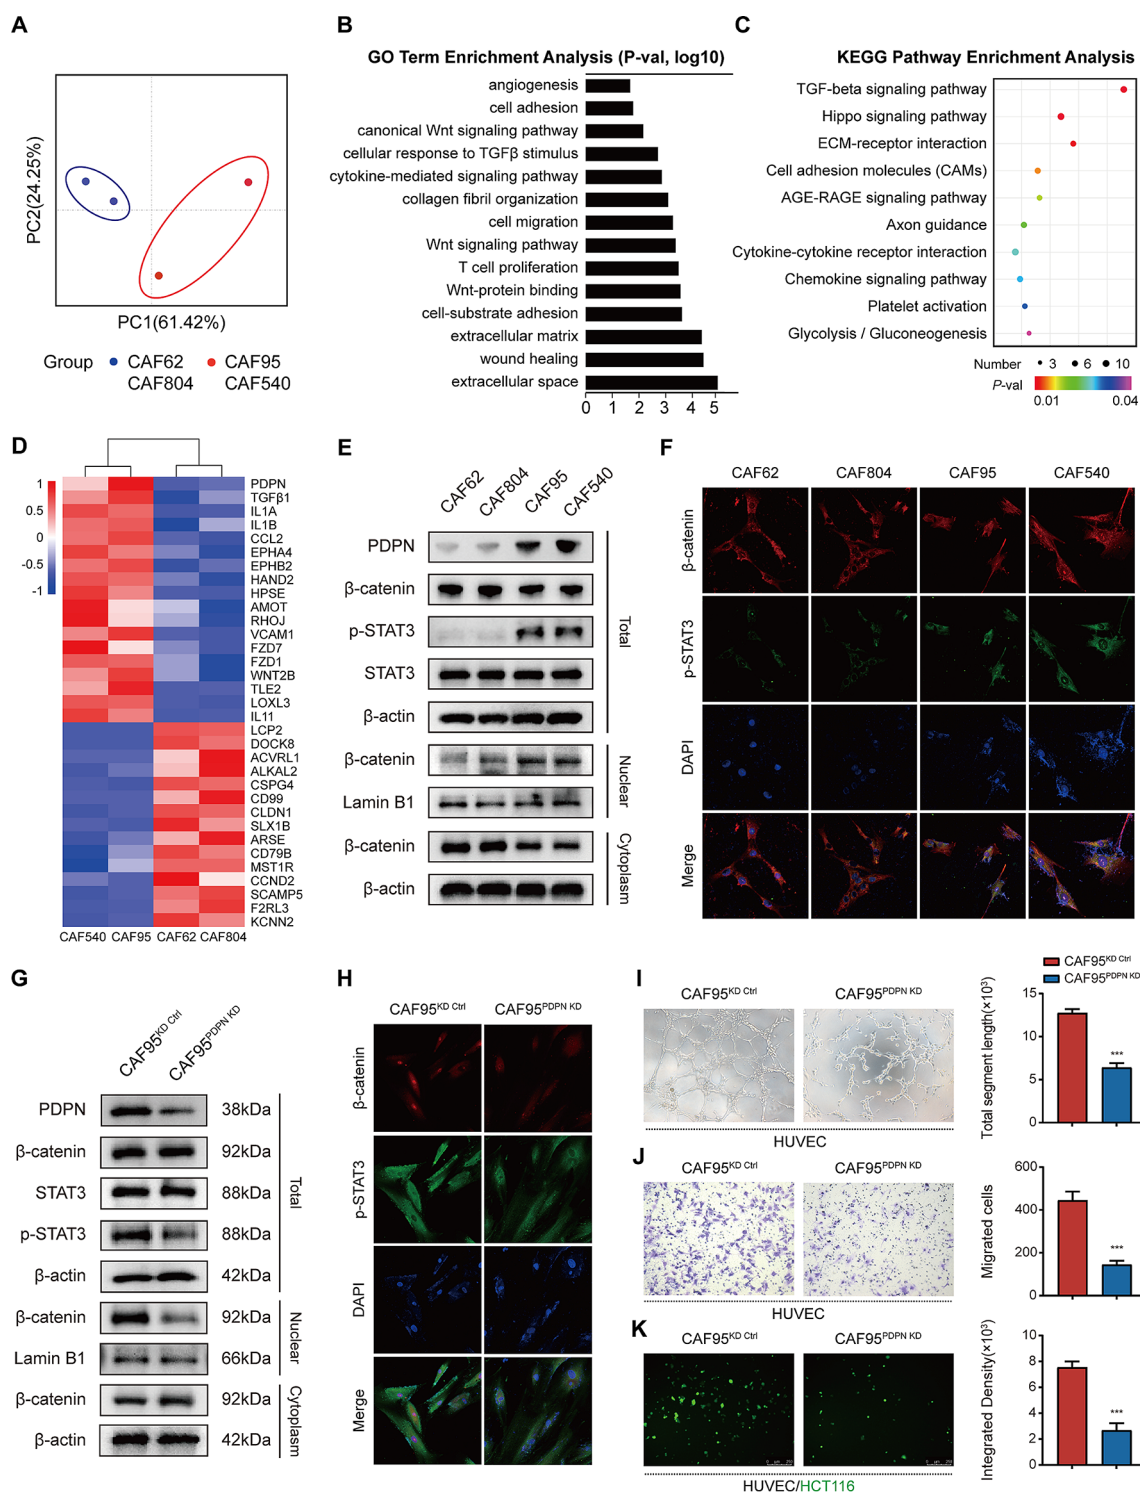 A
PC2(24.25%)
PC1(61.42%)
Group CAF62 CAF95
CAF804 CAF540
B
GO Term Enrichment Analysis (P-val, log10)
angiogenesis
cell adhesion
canonical Wnt signaling pathway
cellular response to TGFβ stimulus
cytokine-mediated signaling pathway
collagen fibril organization
cell migration
Wnt signaling pathway
T cell proliferation
Wnt-protein binding
cell-substrate adhesion
extracellular matrix
wound healing
extracellular space
0 1 2 3 4 5
C
KEGG Pathway Enrichment Analysis
TGF-beta signaling pathway
Hippo signaling pathway
ECM-receptor interaction
Cell adhesion molecules (CAMs)
AGE-RAGE signaling pathway
Axon guidance
Cytokine-cytokine receptor interaction
Chemokine signaling pathway
Platelet activation
Glycolysis / Gluconeogenesis
Number 3 6 10
P-val
0.01 0.04
D
1
0.5
0
-0.5
-1
PDPN
TGFβ1
IL1A
IL1B
CCL2
EPHA4
EPHB2
HAND2
HPSE
AMOT
RHOJ
VCAM1
FZD7
FZD1
WNT2B
TLE2
LOXL3
IL11
LCP2
DOCK8
ACVRL1
ALKAL2
CSPG4
CD99
CLDN1
SLX1B
ARSE
CD79B
MST1R
CCND2
SCAMP5
F2RL3
KCNN2
CAF540 CAF95 CAF62 CAF804
E
CAF62 CAF804 CAF95 CAF540
PDPN
β-catenin
p-STAT3
STAT3
β-actin
Total
β-catenin
Lamin B1
Nuclear
β-catenin
β-actin
Cytoplasm
F
CAF62 CAF804 CAF95 CAF540
β-catenin
p-STAT3
DAPI
Merge
G
CAF95KD Ctrl CAF95PDPN KD
PDPN 38kDa
β-catenin 92kDa
STAT3 88kDa
p-STAT3 88kDa
β-actin 42kDa
Total
β-catenin 92kDa
Lamin B1 66kDa
Nuclear
β-catenin 92kDa
β-actin 42kDa
Cytoplasm
H
CAF95KD Ctrl CAF95PDPN KD
β-catenin
p-STAT3
DAPI
Merge
I
CAF95KD Ctrl CAF95PDPN KD
HUVEC
CAF95KD Ctrl
CAF95PDPN KD
Total segment length(×10³)
15
10
5
0
***
J
CAF95KD Ctrl CAF95PDPN KD
HUVEC
Migrated cells
600
400
200
0
***
K
CAF95KD Ctrl CAF95PDPN KD
HUVEC/HCT116
Integrated Density(×10³)
10
8
6
4
2
0
***